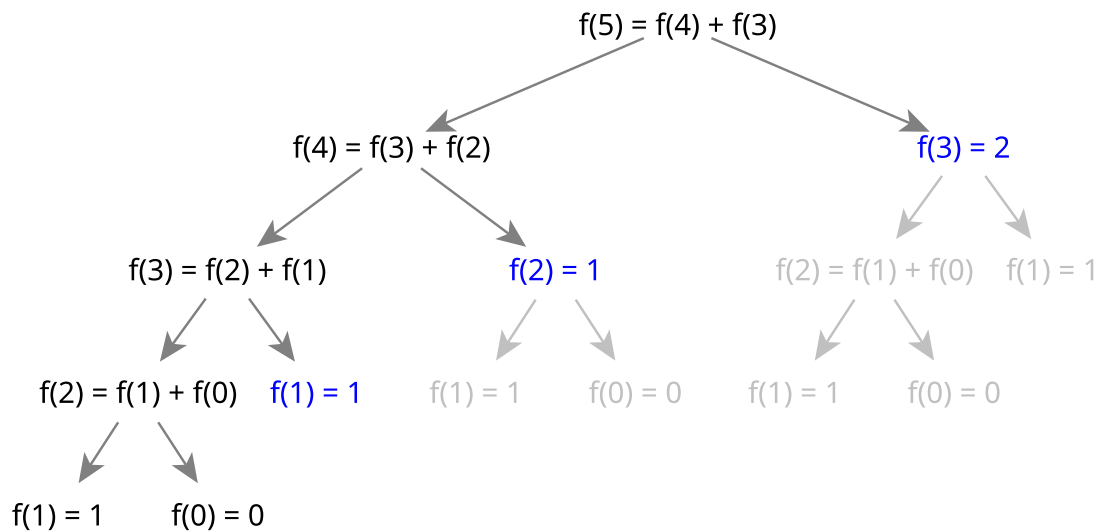 f(5) = f(4) + f(3)
f(4) = f(3) + f(2)
f(3) = 2
f(3) = f(2) + f(1)
f(2) = 1
f(2) = f(1) + f(0)
f(1) = 1
f(2) = f(1) + f(0)
f(1) = 1
f(1) = 1
f(0) = 0
f(1) = 1
f(0) = 0
f(1) = 1
f(0) = 0